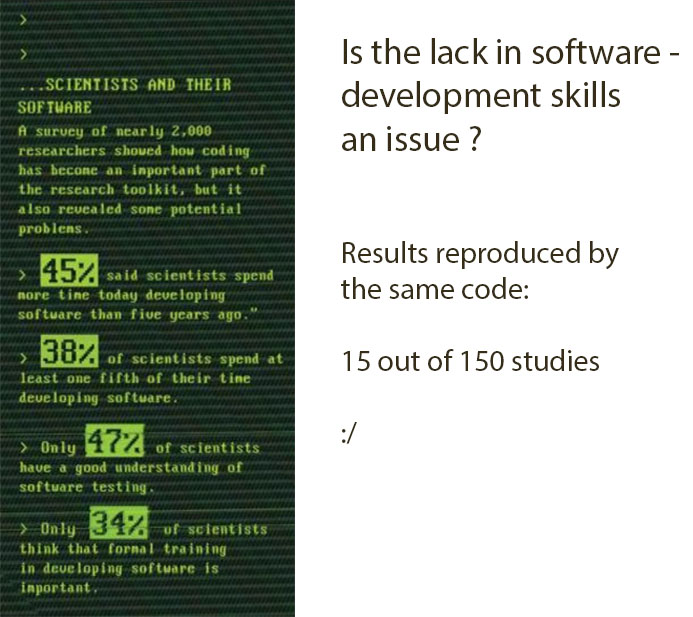 >
>
...SCIENTISTS AND THEIR
SOFTWARE
A survey of nearly 2,000
researchers showed how coding
has become an important part of
the research toolkit, but it
also revealed some potential
problems.
> 45% said scientists spend
more time today developing
software than five years ago."
> 38% of scientists spend at
least one fifth of their time
developing software.
> Only 47% of scientists
have a good understanding of
software testing.
> Only 34% of scientists
think that formal training
in developing software is
important.
Is the lack in software -
development skills
an issue ?
Results reproduced by
the same code:
15 out of 150 studies
:/